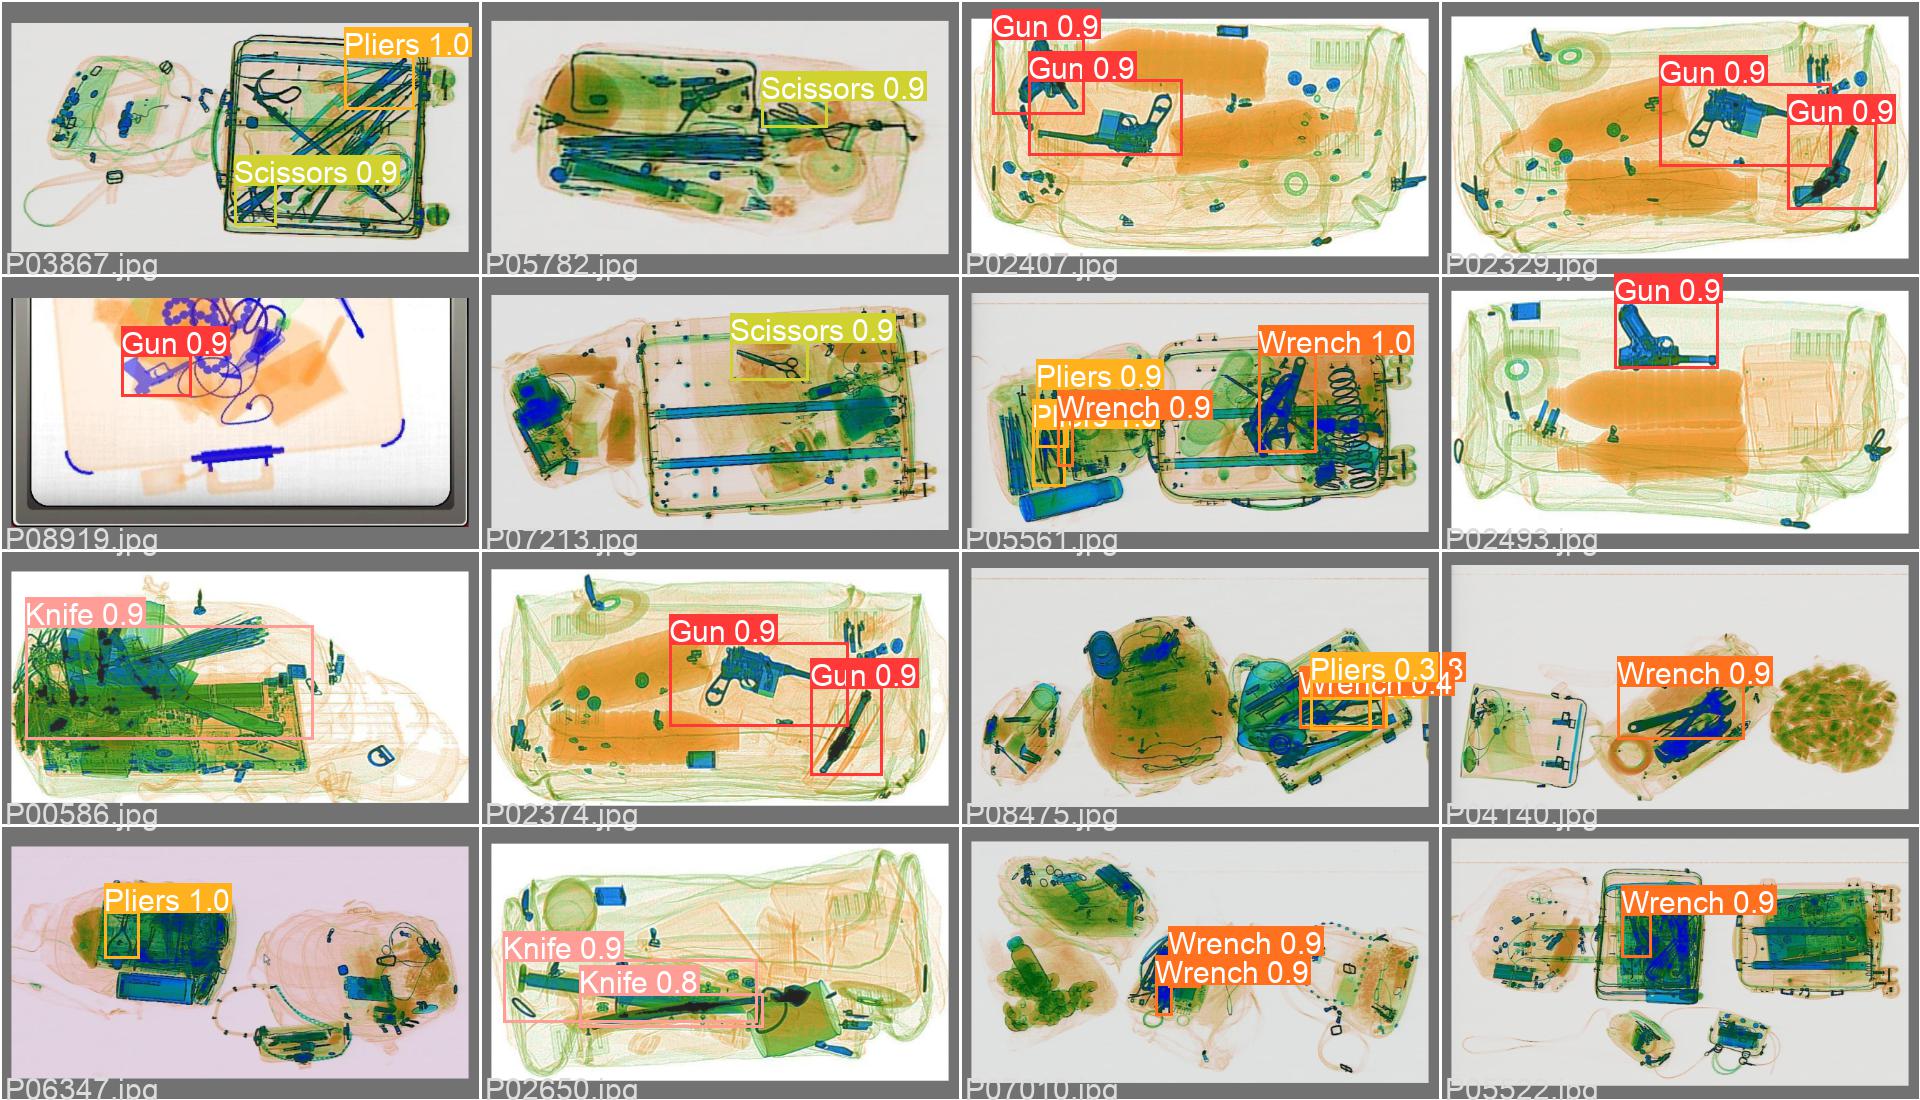 Pliers 1.0
Scissors 0.9
P03867.jpg
Scissors 0.9
P05782.jpg
Gun 0.9
Gun 0.9
P02407.jpg
Gun 0.9
Gun 0.9
P02329.jpg
Gun 0.9
P08919.jpg
Scissors 0.9
P07213.jpg
Wrench 1.0
Pliers 0.9
Wrench 0.9
P05561.jpg
Gun 0.9
P02493.jpg
Knife 0.9
P00586.jpg
Gun 0.9
Gun 0.9
P02374.jpg
Pliers 0.3
Wrench 0.4
P08475.jpg
Wrench 0.9
P04140.jpg
Pliers 1.0
P06347.jpg
Knife 0.9
Knife 0.8
P02650.jpg
Wrench 0.9
Wrench 0.9
P07010.jpg
Wrench 0.9
P05522.jpg